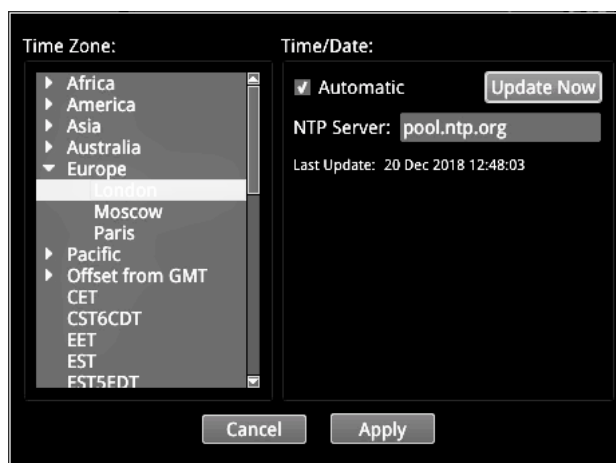 Time Zone:
Africa
America
Asia
Australia
Europe
London
Moscow
Paris
Pacific
Offset from GMT
CET
CST6CDT
EET
EST
EST5EDT
Time/Date:
Automatic
Update Now
NTP Server: pool.ntp.org
Last Update: 20 Dec 2018 12:48:03
Cancel
Apply